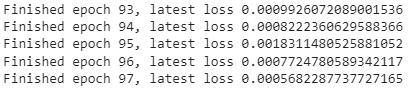 Finished epoch 93, latest loss 0.0009926072089001536
Finished epoch 94, latest loss 0.0008222360629588366
Finished epoch 95, latest loss 0.0018311480525881052
Finished epoch 96, latest loss 0.0007724780589342117
Finished epoch 97, latest loss 0.0005682287737727165